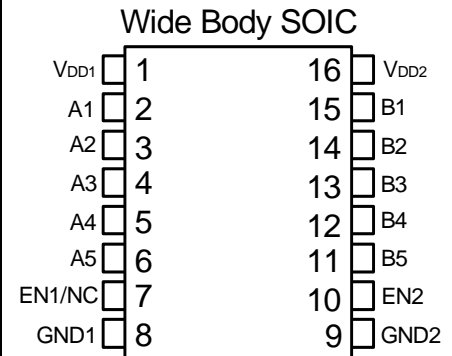 Wide Body SOIC
VDD1 1 16 VDD2
A1 2 15 B1
A2 3 14 B2
A3 4 13 B3
A4 5 12 B4
A5 6 11 B5
EN1/NC 7 10 EN2
GND1 8 9 GND2